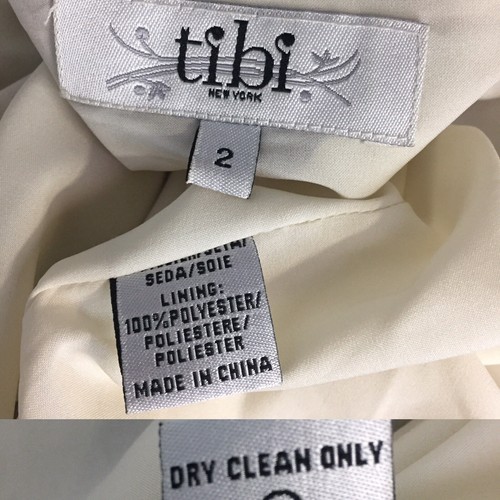 tibi
NEW YORK
2
SEDA/SOIE
LINING:
100%POLYESTER/
POLIESTERE/
POLIESTER
MADE IN CHINA
DRY CLEAN ONLY